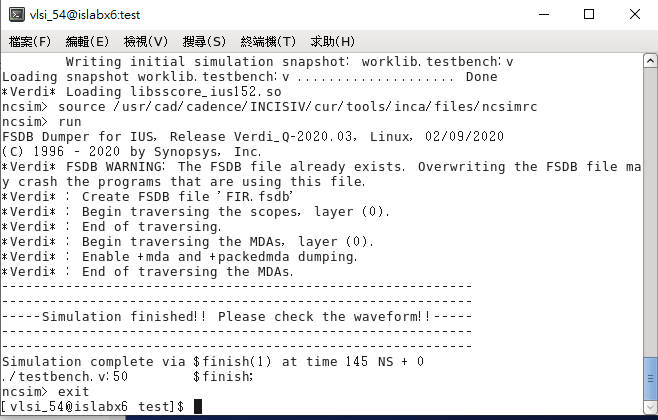 vlsi_54@islabx6:test
檔案(F) 編輯(E) 檢視(V) 搜尋(S) 終端機(T) 求助(H)
Writing initial simulation snapshot: worklib.testbench:v
Loading snapshot worklib.testbench:v .................... Done
*Verdi* Loading libsscore_ius152.so
ncsim> source /usr/cad/cadence/INCISIV/cur/tools/inca/files/ncsimrc
ncsim> run
FSDB Dumper for IUS, Release Verdi_Q-2020.03, Linux, 02/09/2020
(C) 1996 - 2020 by Synopsys, Inc.
*Verdi* FSDB WARNING: The FSDB file already exists. Overwriting the FSDB file ma
y crash the programs that are using this file.
*Verdi* : Create FSDB file 'FIR.fsdb'
*Verdi* : Begin traversing the scopes, layer (0).
*Verdi* : End of traversing.
*Verdi* : Begin traversing the MDAs, layer (0).
*Verdi* : Enable +mda and +packedmda dumping.
*Verdi* : End of traversing the MDAs.
-----------------------------------------------------------
-----------------------------------------------------------
-----Simulation finished!! Please check the waveform!!-----
-----------------------------------------------------------
-----------------------------------------------------------
Simulation complete via $finish(1) at time 145 NS + 0
./testbench.v:50        $finish;
ncsim> exit
[vlsi_54@islabx6 test]$